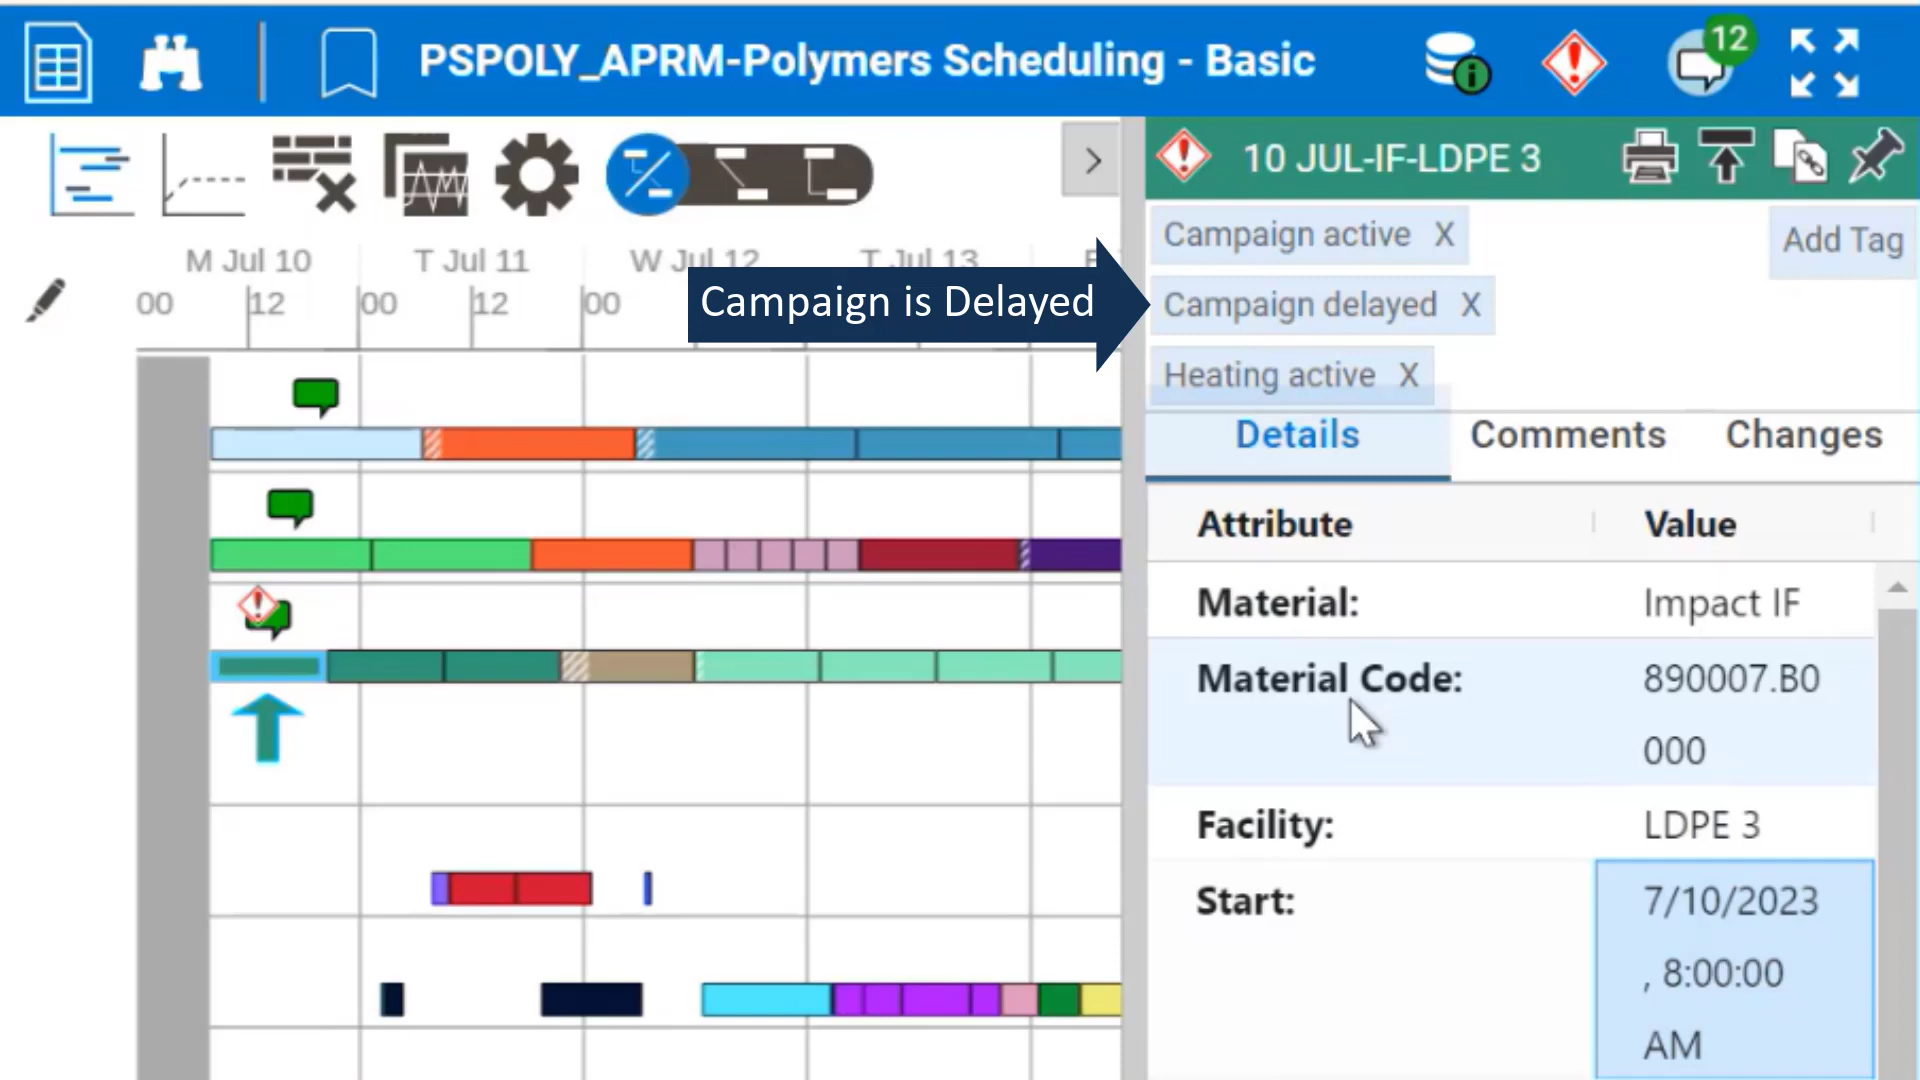 PSPOLY_APRM-Polymers Scheduling - Basic
12
10 JUL-IF-LDPE 3
Campaign active X
Add Tag
Campaign delayed X
Heating active X
M Jul 10 T Jul 11 W Jul 12 T Jul 13
00 12 00 12 00
Campaign is Delayed
Details Comments Changes
Attribute Value
Material: Impact IF
Material Code: 890007.B0
000
Facility: LDPE 3
Start: 7/10/2023
, 8:00:00
AM